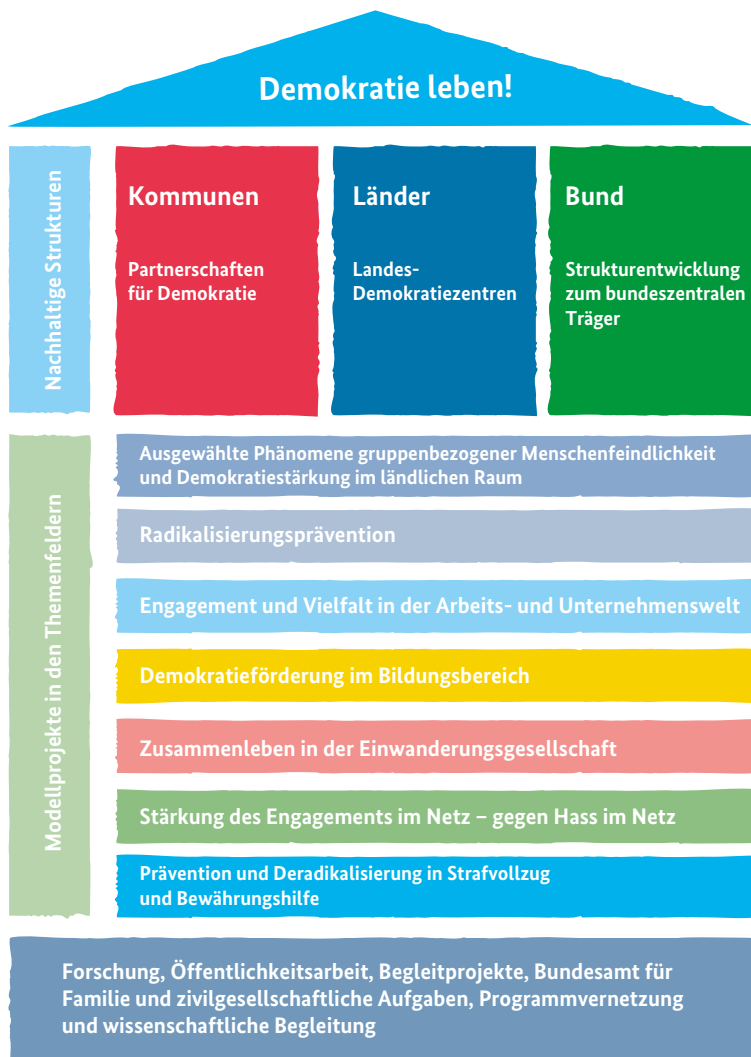 Demokratie leben!
Nachhaltige Strukturen
Kommunen
Partnerschaften
für Demokratie
Länder
Landes-
Demokratiezentren
Bund
Strukturentwicklung
zum bundeszentralen
Träger
Modellprojekte in den Themenfeldern
Ausgewählte Phänomene gruppenbezogener Menschenfeindlichkeit
und Demokratiestärkung im ländlichen Raum
Radikalisierungsprävention
Engagement und Vielfalt in der Arbeits- und Unternehmenswelt
Demokratieförderung im Bildungsbereich
Zusammenleben in der Einwanderungsgesellschaft
Stärkung des Engagements im Netz – gegen Hass im Netz
Prävention und Deradikalisierung in Strafvollzug
und Bewährungshilfe
Forschung, Öffentlichkeitsarbeit, Begleitprojekte, Bundesamt für
Familie und zivilgesellschaftliche Aufgaben, Programmvernetzung
und wissenschaftliche Begleitung